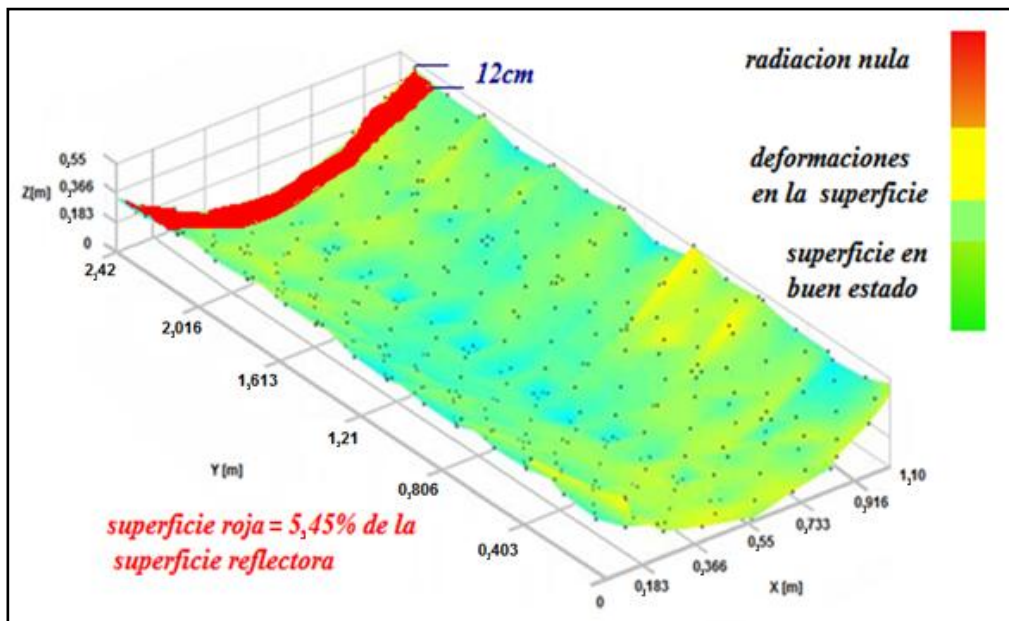 12cm
radiacion nula
deformaciones
en la superficie
superficie en
buen estado
0,55
Z[m] 0,366
0,183
0
2,42
2,016
1,613
1,21
0,806
0,403
0
Y [m]
1,10
0,916
0,733
0,55
0,366
0,183
X [m]
superficie roja = 5,45% de la
superficie reflectora